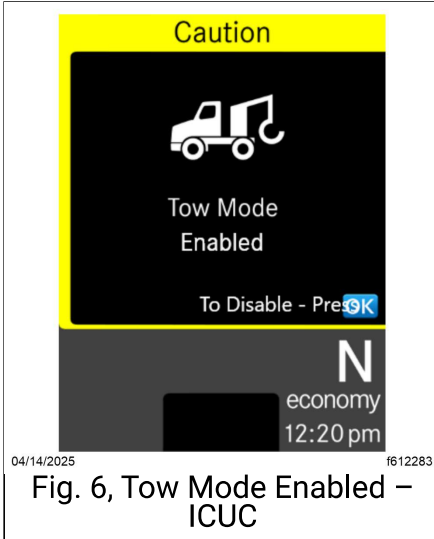 Caution
Tow Mode
Enabled
To Disable - Press OK
N
economy
12:20 pm
04/14/2025 f612283
Fig. 6, Tow Mode Enabled –
ICUC